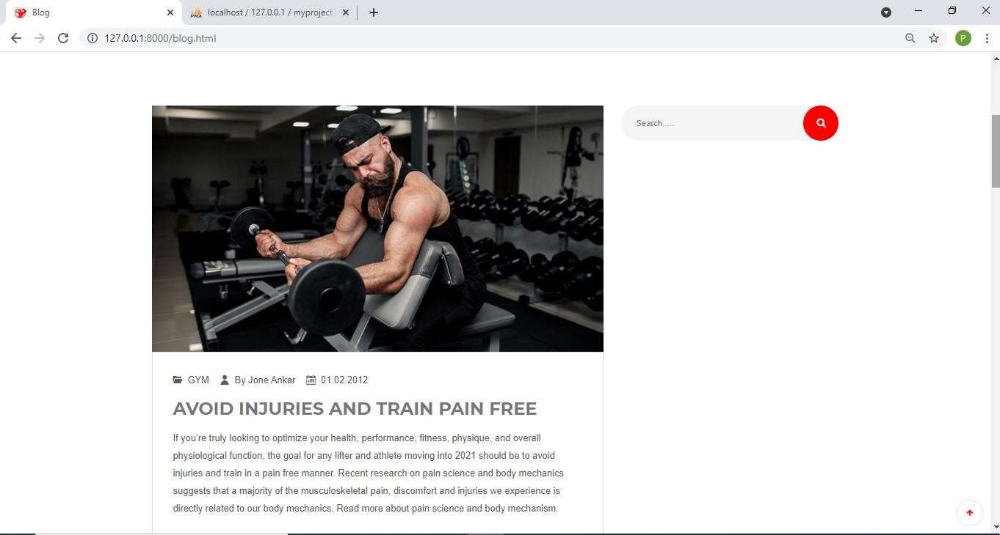 Blog
localhost / 127.0.0.1 / myproject
127.0.0.1:8000/blog.html
P
Search.....
GYM By Jone Ankar 01.02.2012
AVOID INJURIES AND TRAIN PAIN FREE
If you're truly looking to optimize your health, performance, fitness, physique, and overall
physiological function, the goal for any lifter and athlete moving into 2021 should be to avoid
injuries and train in a pain free manner. Recent research on pain science and body mechanics
suggests that a majority of the musculoskeletal pain, discomfort and injuries we experience is
directly related to our body mechanics. Read more about pain science and body mechanism.